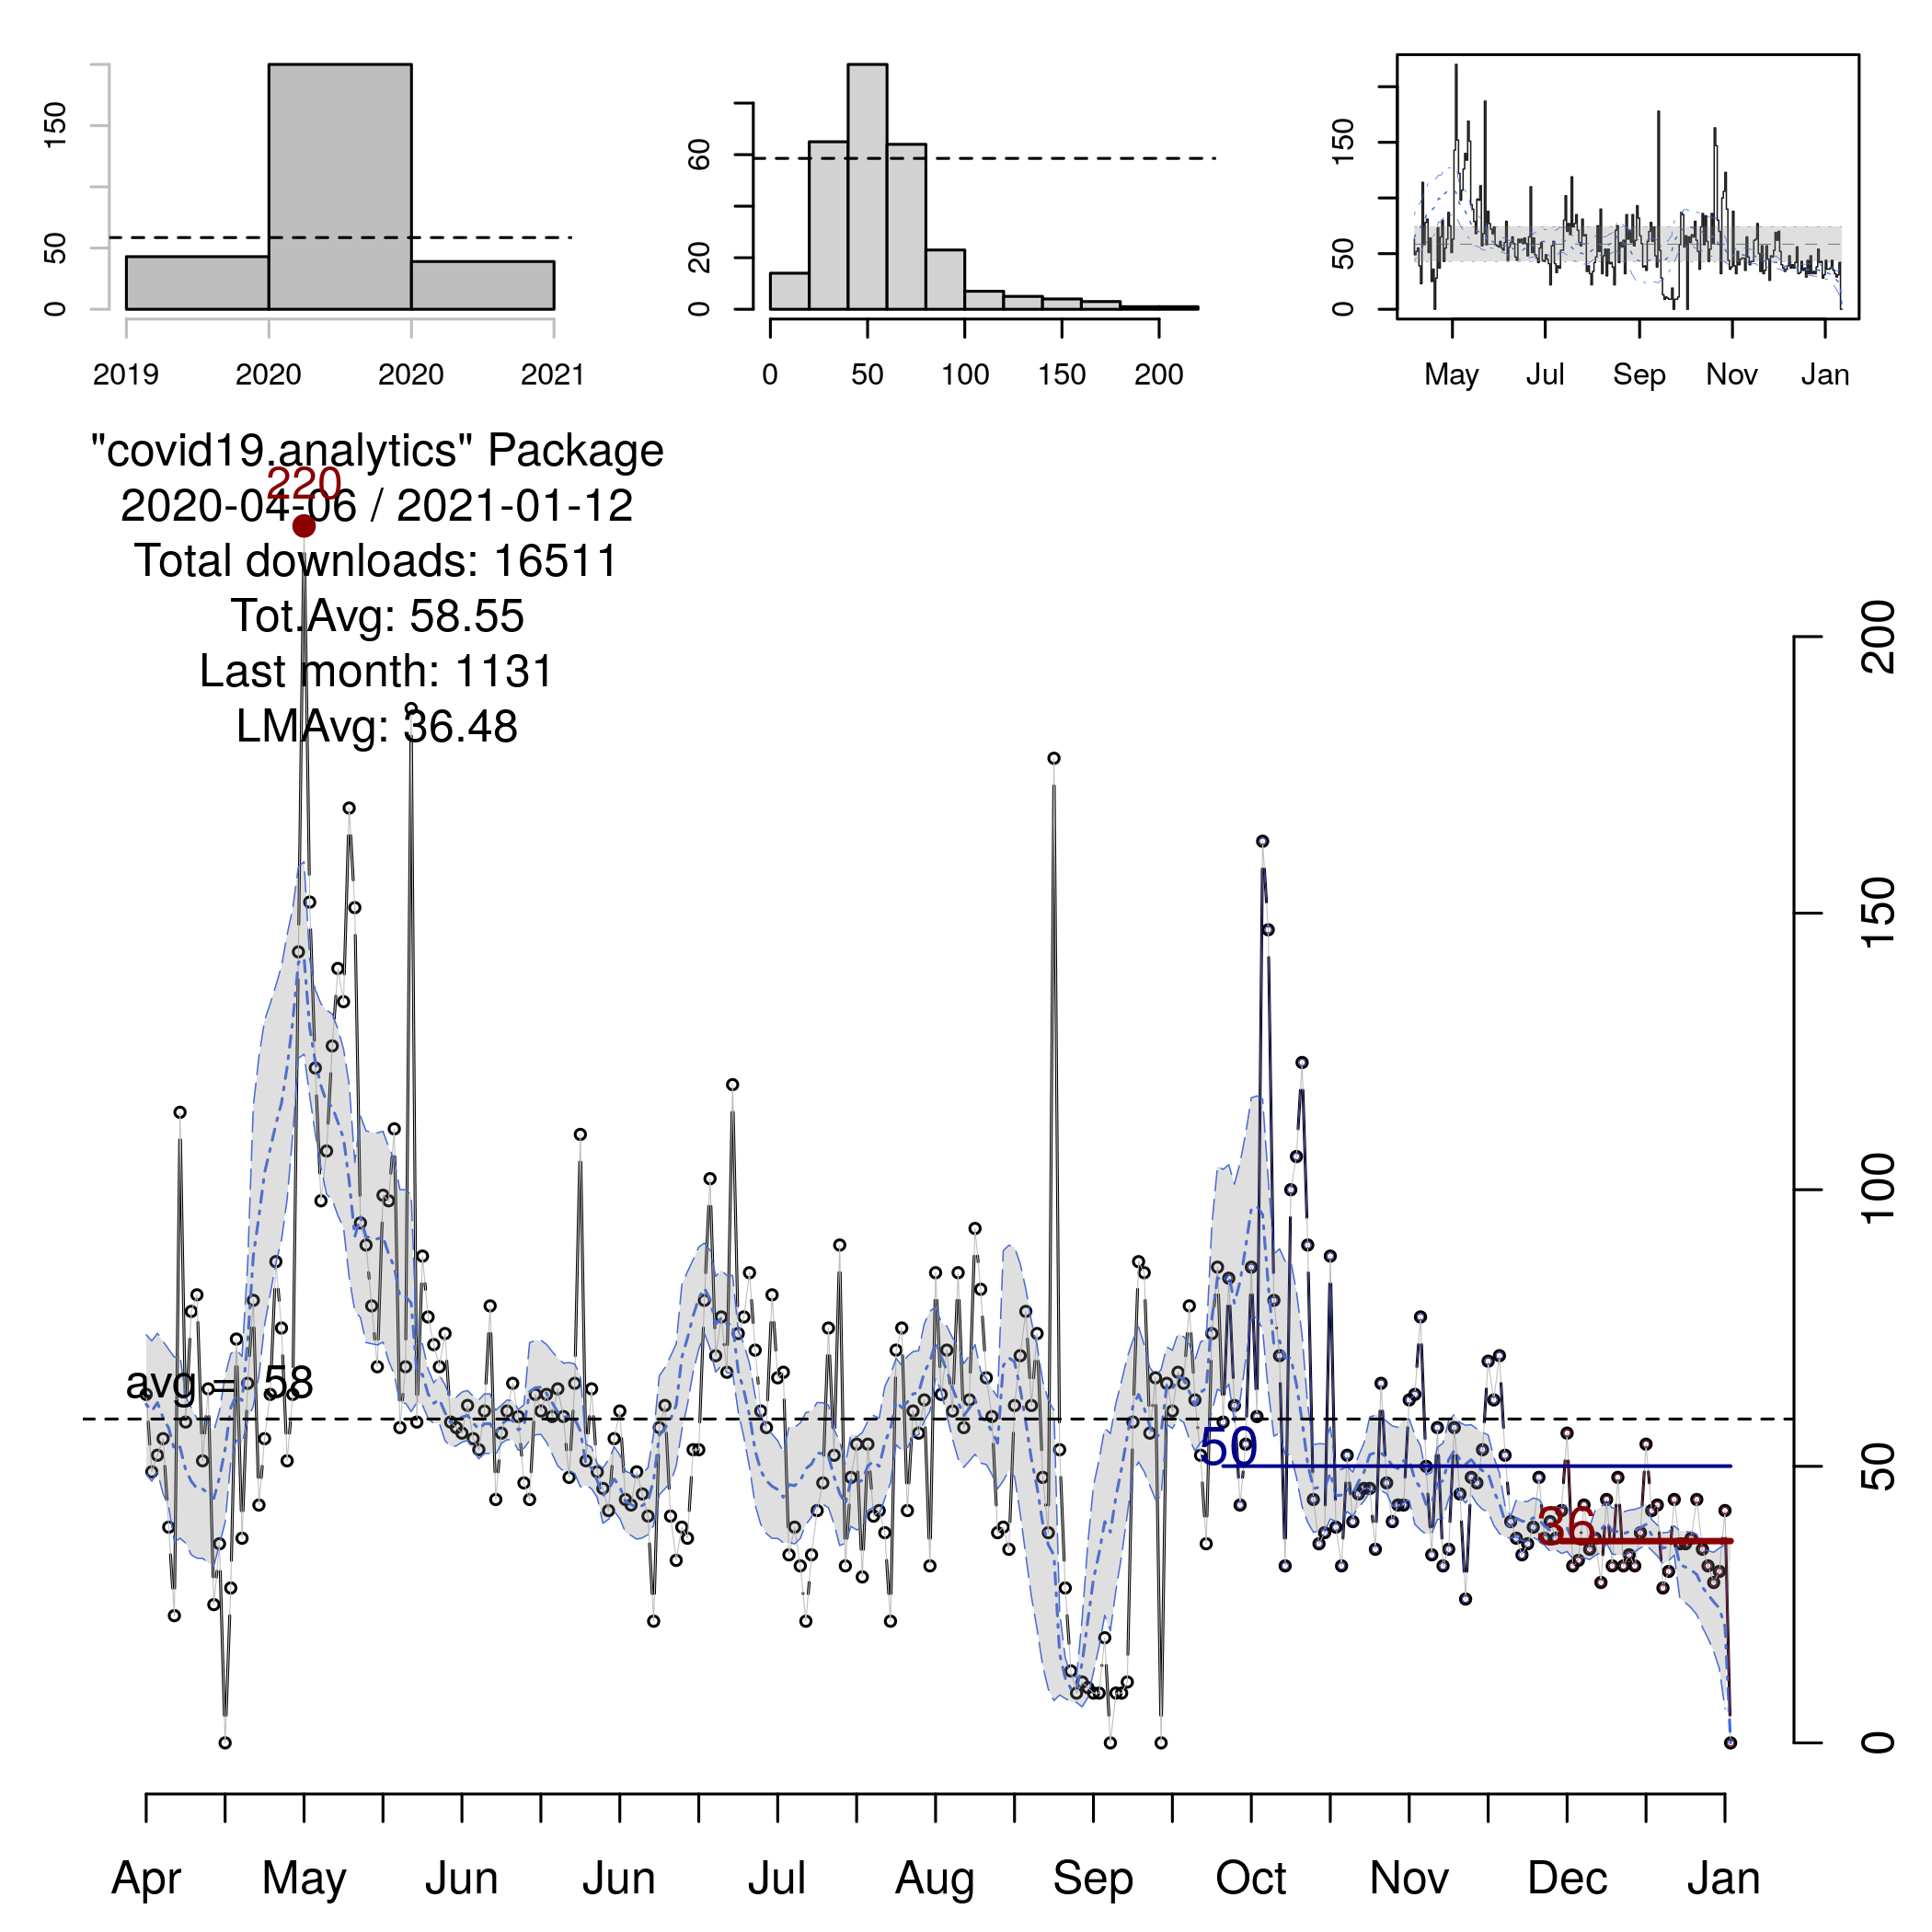 150
50
0
2019 2020 2020 2021
60
20
0
0 50 100 150 200
150
50
0
May Jul Sep Nov Jan
"covid19.analytics" Package
220
2020-04-06 / 2021-01-12
Total downloads: 16511
Tot.Avg: 58.55
Last month: 1131
LMAvg: 36.48
200
150
100
50
0
avg = 58
50
36
Apr May Jun Jun Jul Aug Sep Oct Nov Dec Jan